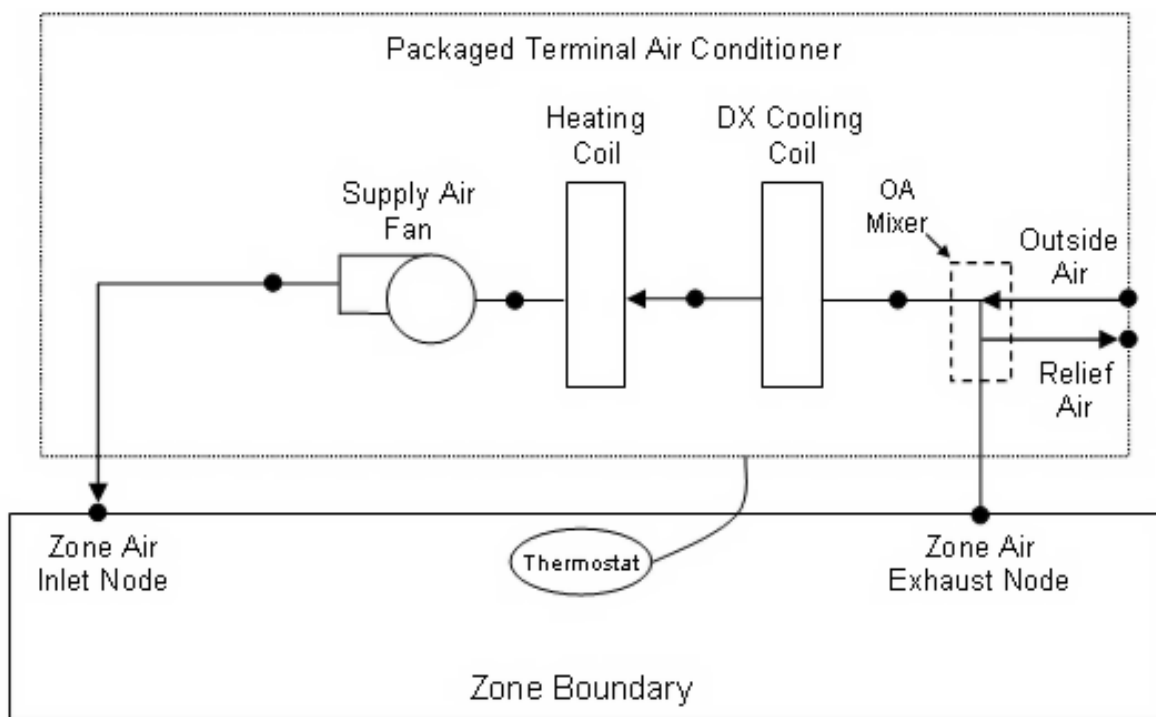 Packaged Terminal Air Conditioner
Heating
Coil
DX Cooling
Coil
Supply Air
Fan
OA
Mixer
Outside
Air
Relief
Air
Zone Air
Inlet Node
Thermostat
Zone Air
Exhaust Node
Zone Boundary